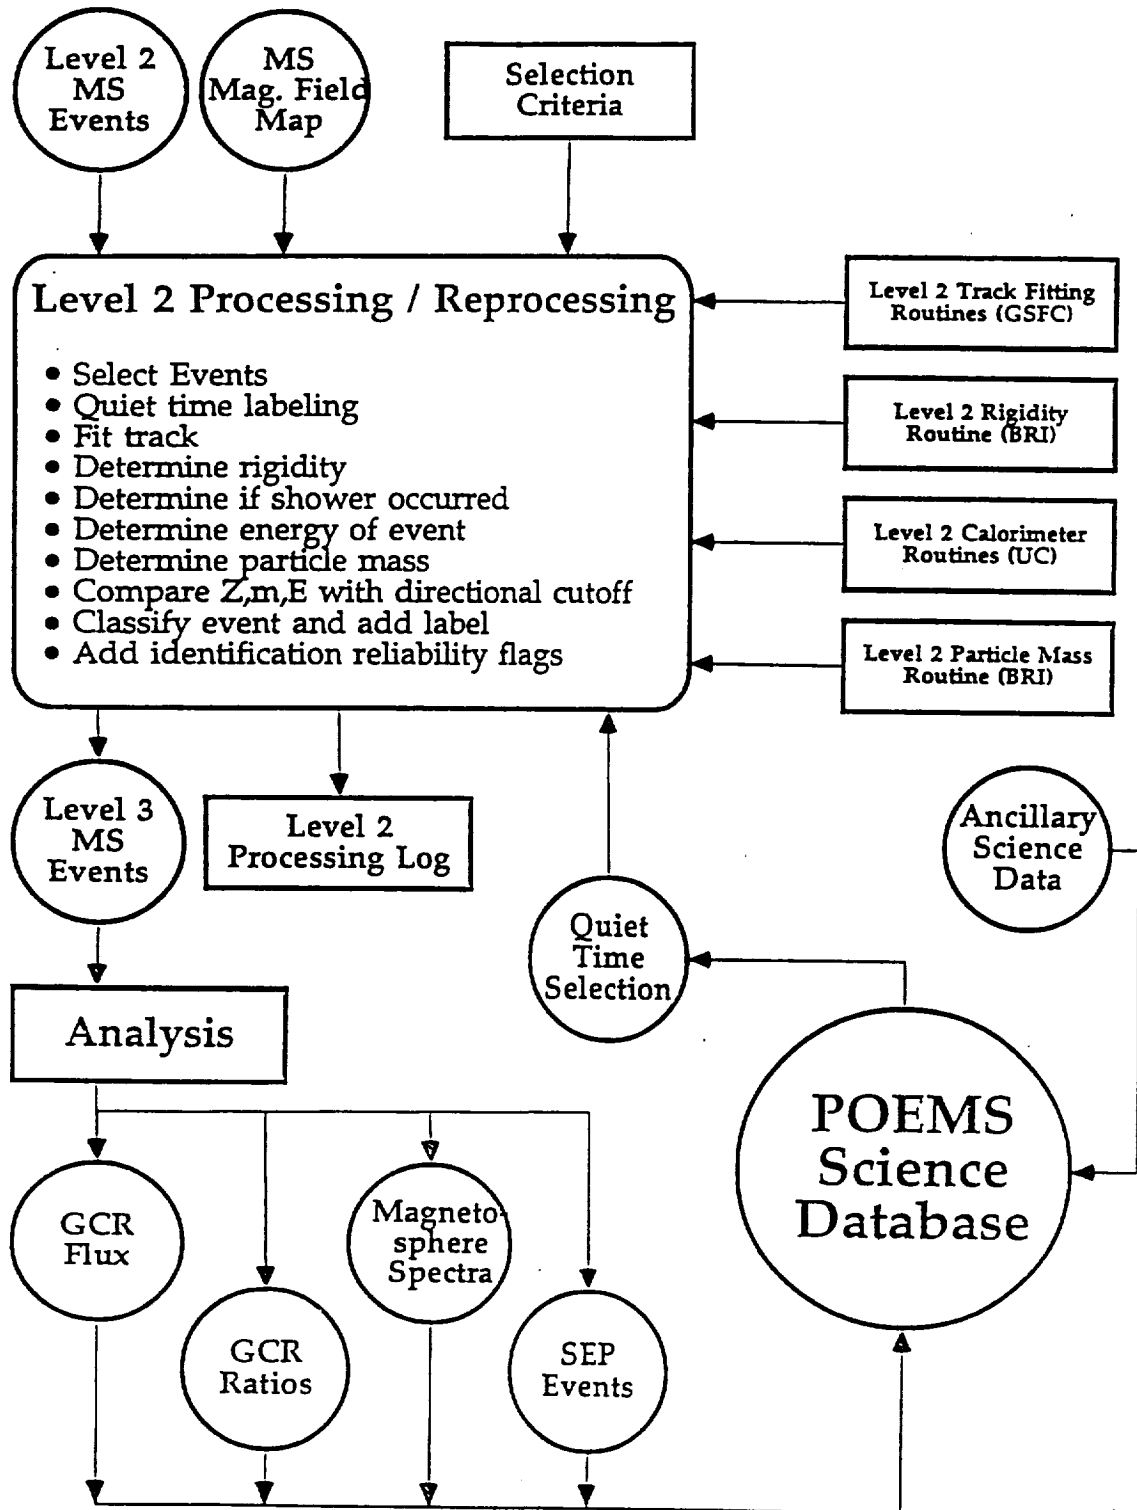 Level 2
MS
Events
MS
Mag. Field
Map
Selection
Criteria
Level 2 Processing / Reprocessing
• Select Events
• Quiet time labeling
• Fit track
• Determine rigidity
• Determine if shower occurred
• Determine energy of event
• Determine particle mass
• Compare Z,m,E with directional cutoff
• Classify event and add label
• Add identification reliability flags
Level 2 Track Fitting
Routines (GSFC)
Level 2 Rigidity
Routine (BRI)
Level 2 Calorimeter
Routines (UC)
Level 2 Particle Mass
Routine (BRI)
Level 3
MS
Events
Level 2
Processing Log
Quiet
Time
Selection
Ancillary
Science
Data
Analysis
POEMS
Science
Database
GCR
Flux
GCR
Ratios
Magneto-
sphere
Spectra
SEP
Events